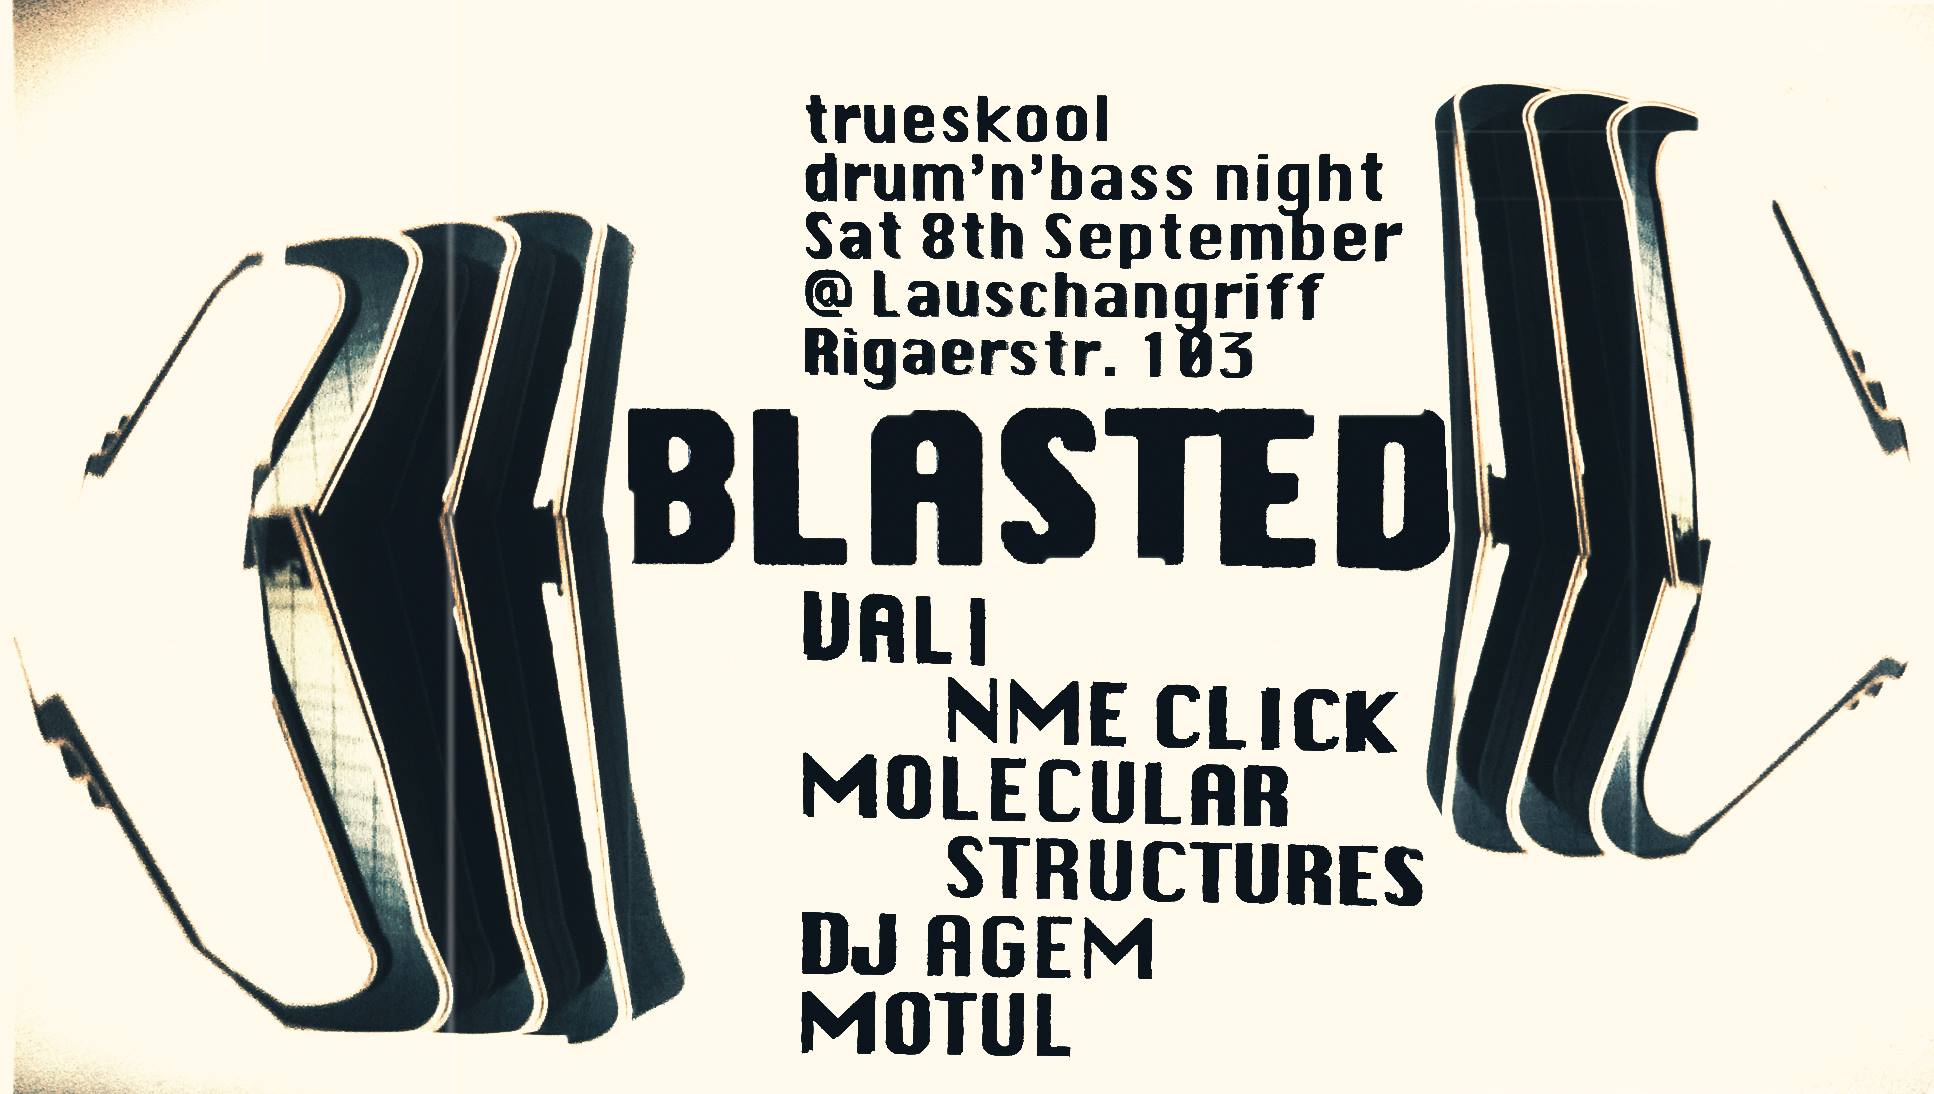 trueskool
drum'n'bass night
Sat 8th September
@ Lauschangriff
Rigaerstr. 103
BLASTED
VALI
NME CLICK
MOLECULAR
STRUCTURES
DJ AGEM
MOTUL